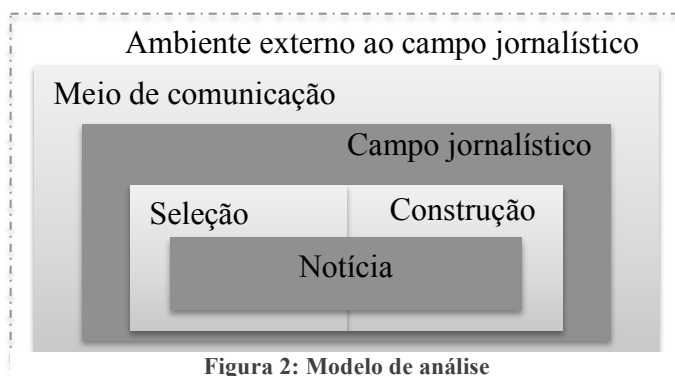 Ambiente externo ao campo jornalístico
Meio de comunicação
Campo jornalístico
Seleção
Construção
Notícia
Figura 2: Modelo de análise